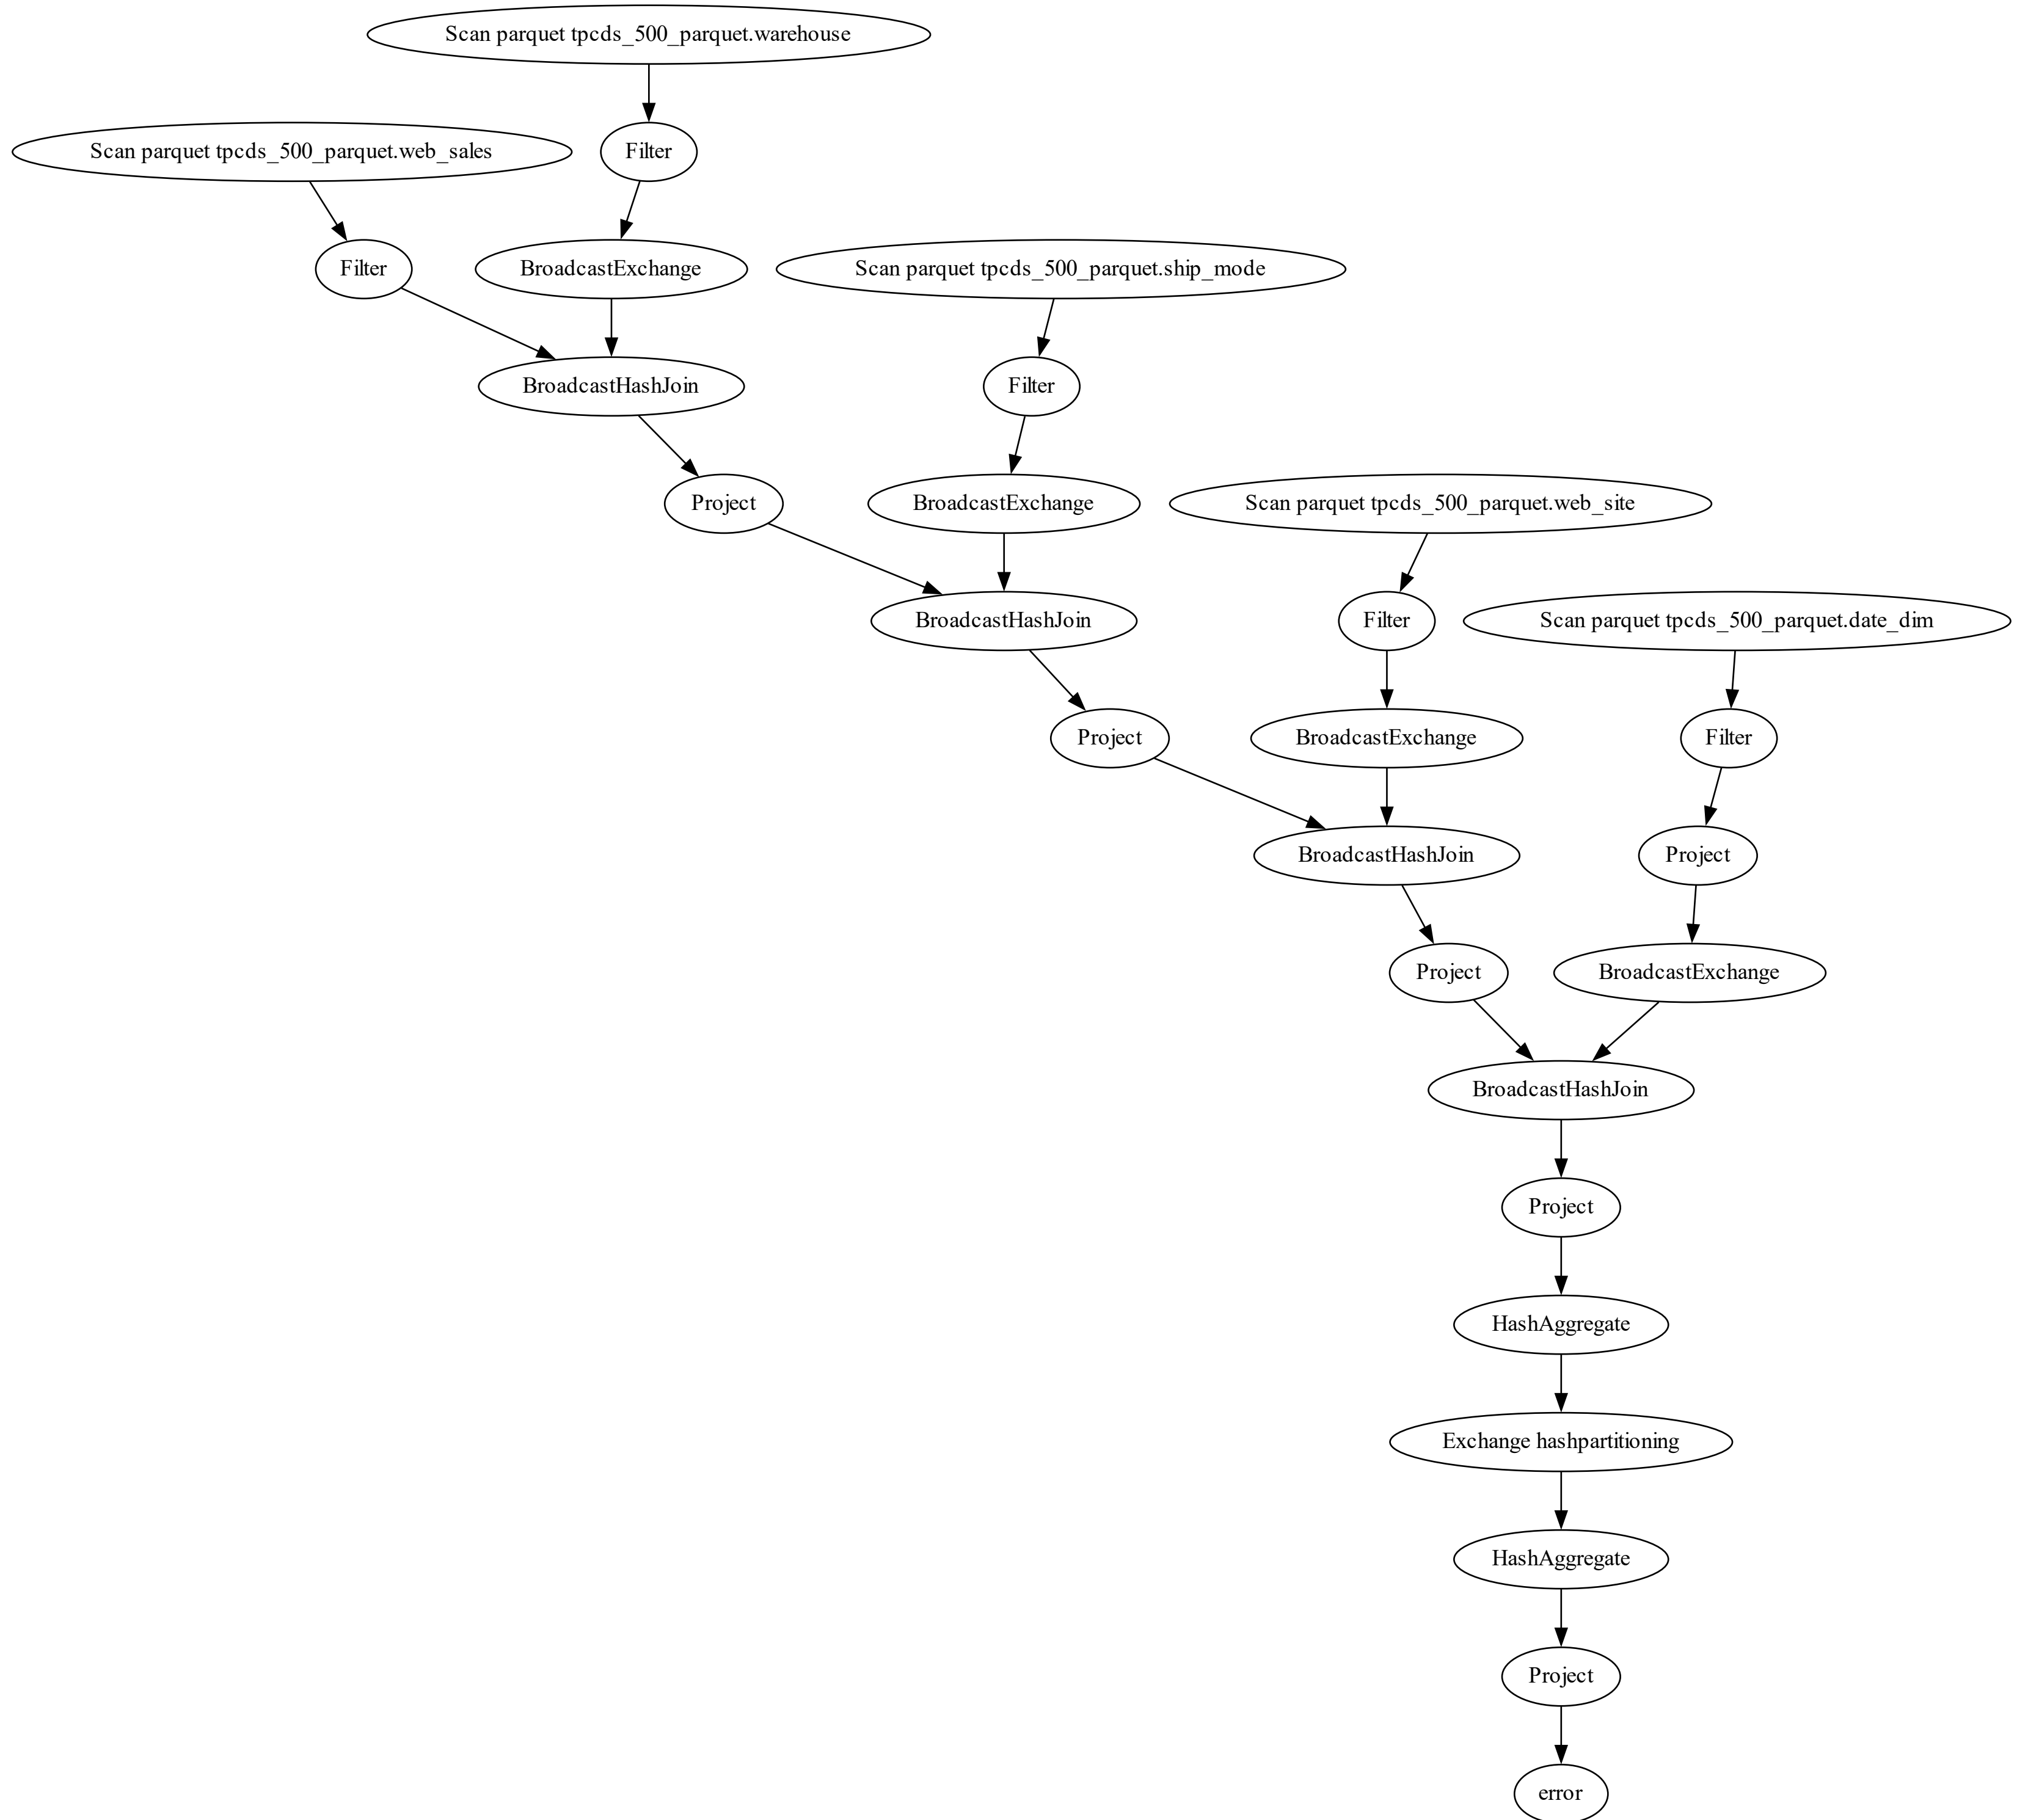 Scan parquet tpcds_500_parquet.warehouse
Scan parquet tpcds_500_parquet.web_sales
Filter
Filter
BroadcastExchange
Scan parquet tpcds_500_parquet.ship_mode
BroadcastHashJoin
Filter
Project
BroadcastExchange
Scan parquet tpcds_500_parquet.web_site
BroadcastHashJoin
Filter
Scan parquet tpcds_500_parquet.date_dim
Project
BroadcastExchange
Filter
BroadcastHashJoin
Project
Project
BroadcastExchange
BroadcastHashJoin
Project
HashAggregate
Exchange hashpartitioning
HashAggregate
Project
error